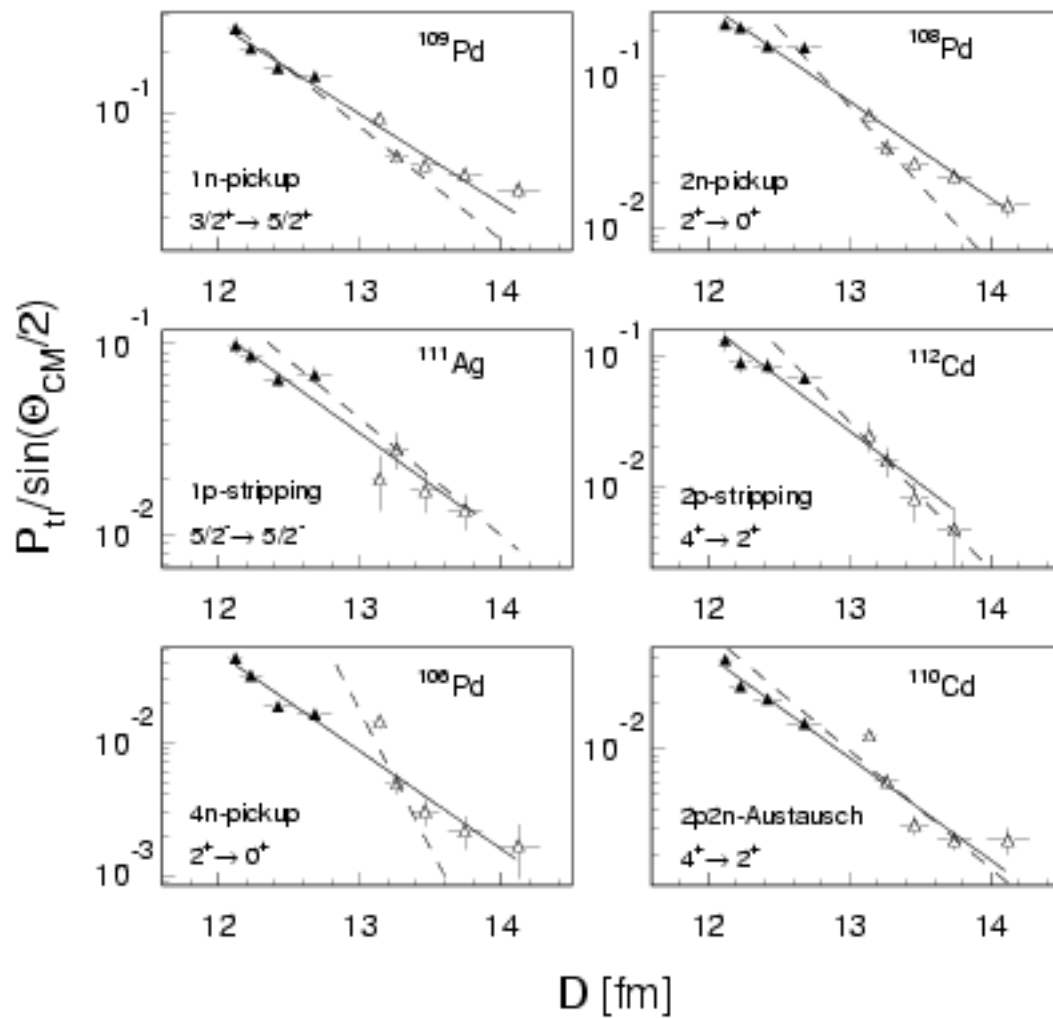 P_tr/sin(Θ_CM/2)
10⁻¹
¹⁰⁹Pd
1n-pickup
3/2⁺→5/2⁺
12 13 14
10⁻¹
10⁻²
¹⁰⁸Pd
2n-pickup
2⁺→0⁺
12 13 14
10⁻¹
10⁻²
¹¹¹Ag
1p-stripping
5/2⁻→5/2⁻
12 13 14
10⁻¹
10⁻²
¹¹²Cd
2p-stripping
4⁺→2⁺
12 13 14
10⁻²
10⁻³
¹⁰⁶Pd
4n-pickup
2⁺→0⁺
12 13 14
10⁻²
¹¹⁰Cd
2p2n-Austausch
4⁺→2⁺
12 13 14
D [fm]